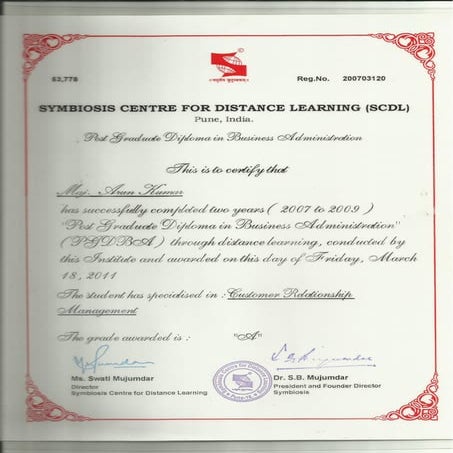 63,778
Reg.No. 200703120
SYMBIOSIS CENTRE FOR DISTANCE LEARNING (SCDL)
Pune, India.
Post Graduate Diploma in Business Administration
This is to certify that
Maj. Arun Kumar
has successfully completed two years ( 2007 to 2009 )
"Post Graduate Diploma in Business Administration"
(PGDBA) through distance learning, conducted by
this Institute and awarded on this day of Friday, March
18, 2011
The student has specialised in : Customer Relationship
Management
The grade awarded is : "A"
Ms. Swati Mujumdar
Director
Symbiosis Centre for Distance Learning
Dr. S.B. Mujumdar
President and Founder Director
Symbiosis